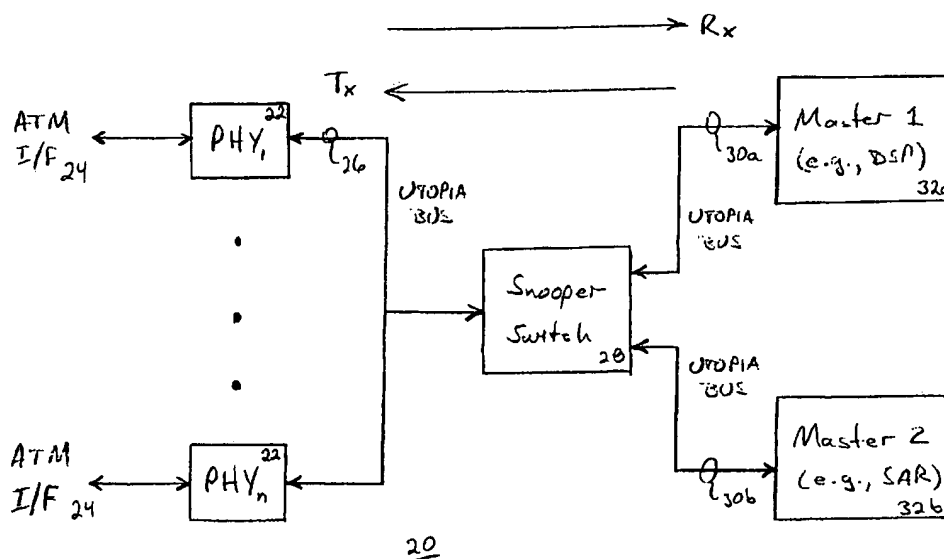 Rx
Tx
ATM
I/F 24
PHY1 22
26
UTOPIA
BUS
Snooper
Switch
28
30a
UTOPIA
BUS
Master 1
(e.g., DSP)
32a
UTOPIA
BUS
30b
Master 2
(e.g., SAR)
32b
ATM
I/F 24
PHYn 22
20